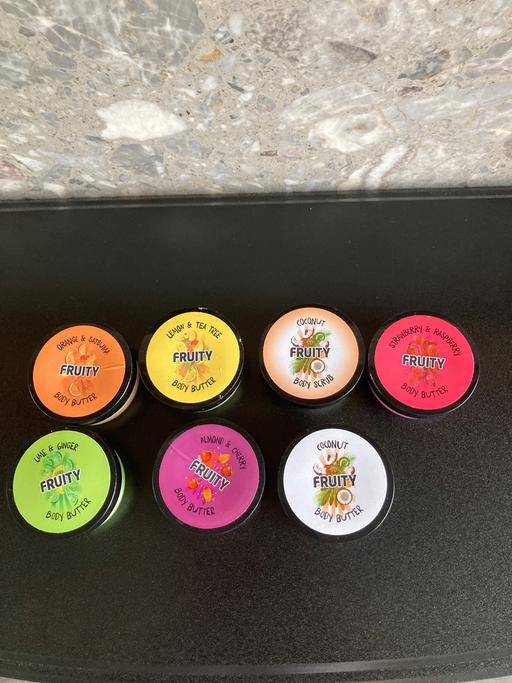 ORANGE & SATSUMA
FRUITY
BODY BUTTER
LEMON & TEA TREE
FRUITY
BODY BUTTER
COCONUT
FRUITY
BODY SCRUB
STRAWBERRY & RASPBERRY
FRUITY
BODY BUTTER
LIME & GINGER
FRUITY
BODY BUTTER
ALMOND & CHERRY
FRUITY
BODY BUTTER
COCONUT
FRUITY
BODY BUTTER